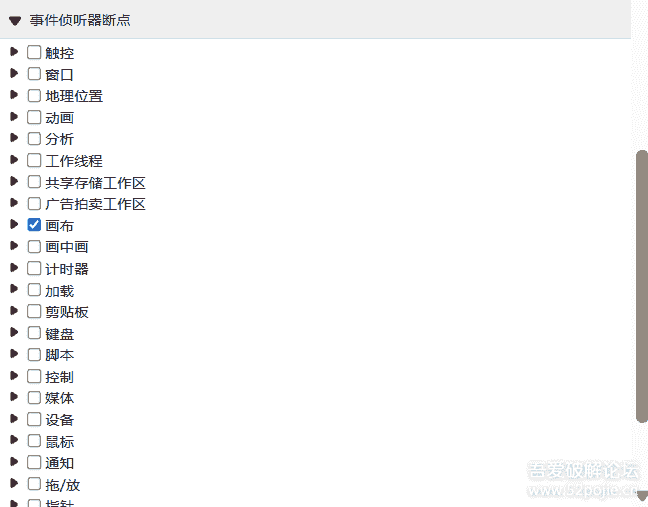 事件侦听器断点
触控
窗口
地理位置
动画
分析
工作线程
共享存储工作区
广告拍卖工作区
画布
画中画
计时器
加载
剪贴板
键盘
脚本
控制
媒体
设备
鼠标
通知
拖/放
指针
吾爱破解论坛
www.52pojie.cn